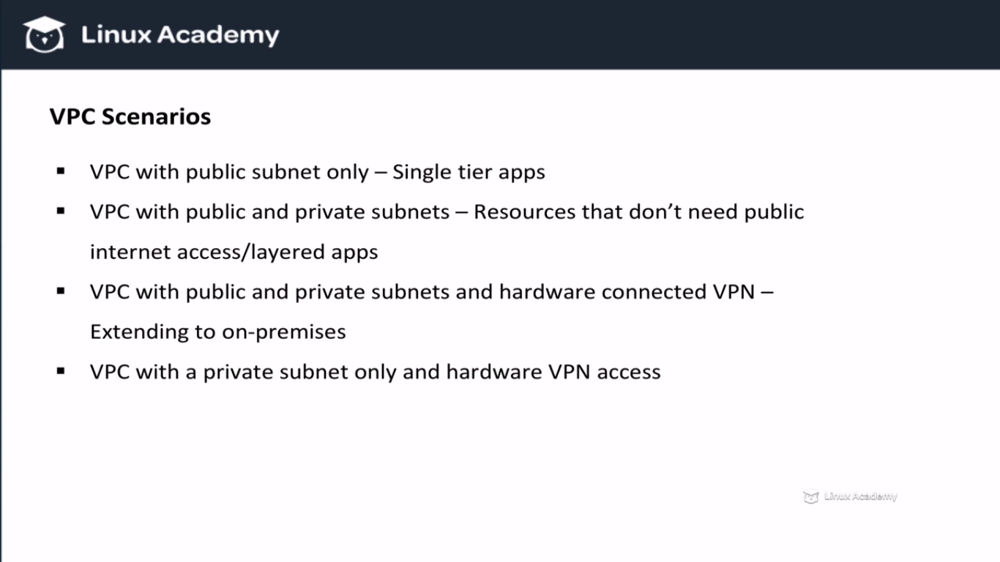 Linux Academy
VPC Scenarios
▪ VPC with public subnet only – Single tier apps
▪ VPC with public and private subnets – Resources that don’t need public
internet access/layered apps
▪ VPC with public and private subnets and hardware connected VPN –
Extending to on-premises
▪ VPC with a private subnet only and hardware VPN access
Linux Academy